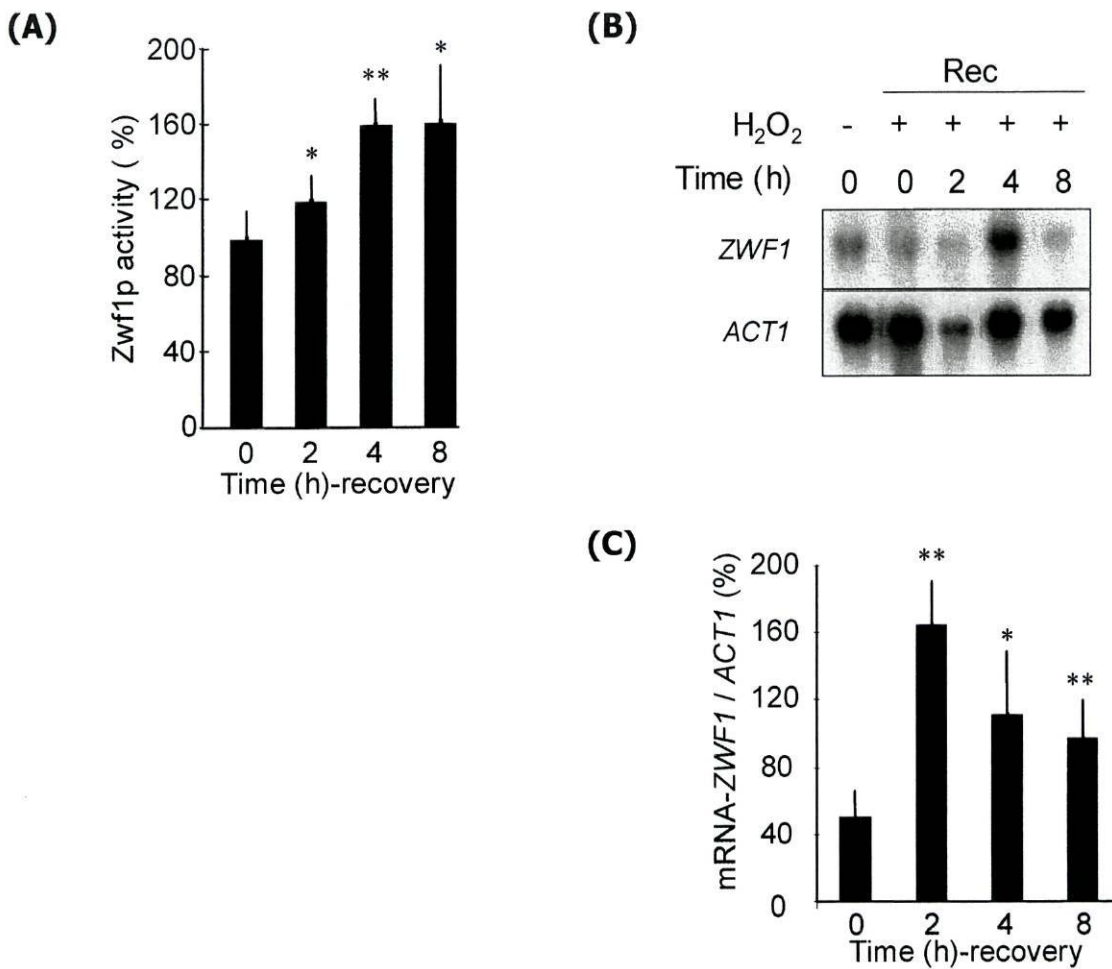 (A)
200
160
120
80
40
0
Zwf1p activity ( %)
*
**
*
0 2 4 8
Time (h)-recovery
(B)
Rec
H₂O₂ - + + + +
Time (h) 0 0 2 4 8
ZWF1
ACT1
(C)
200
160
120
80
40
0
mRNA-ZWF1 / ACT1 (%)
**
*
**
0 2 4 8
Time (h)-recovery